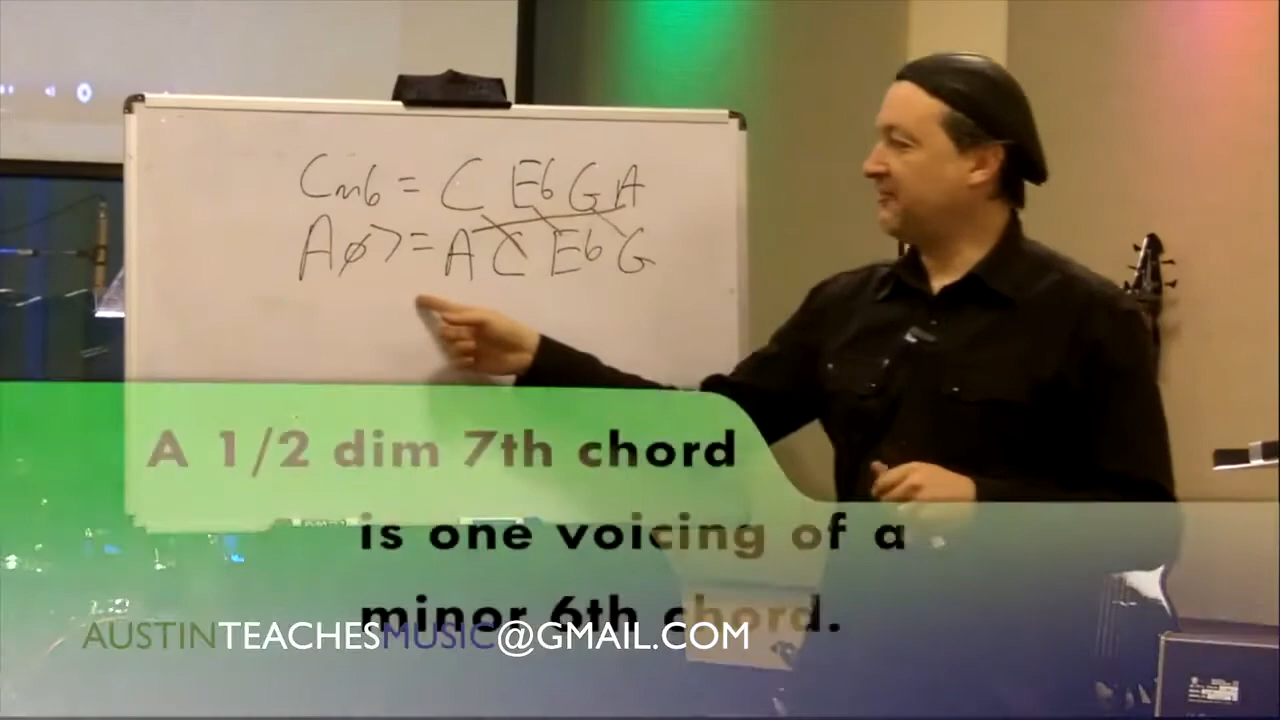 Cm6 = C Eb G A
Aø7 = A C Eb G
A 1/2 dim 7th chord
is one voicing of a
minor 6th chord.
AUSTINTEACHESMUSIC@GMAIL.COM